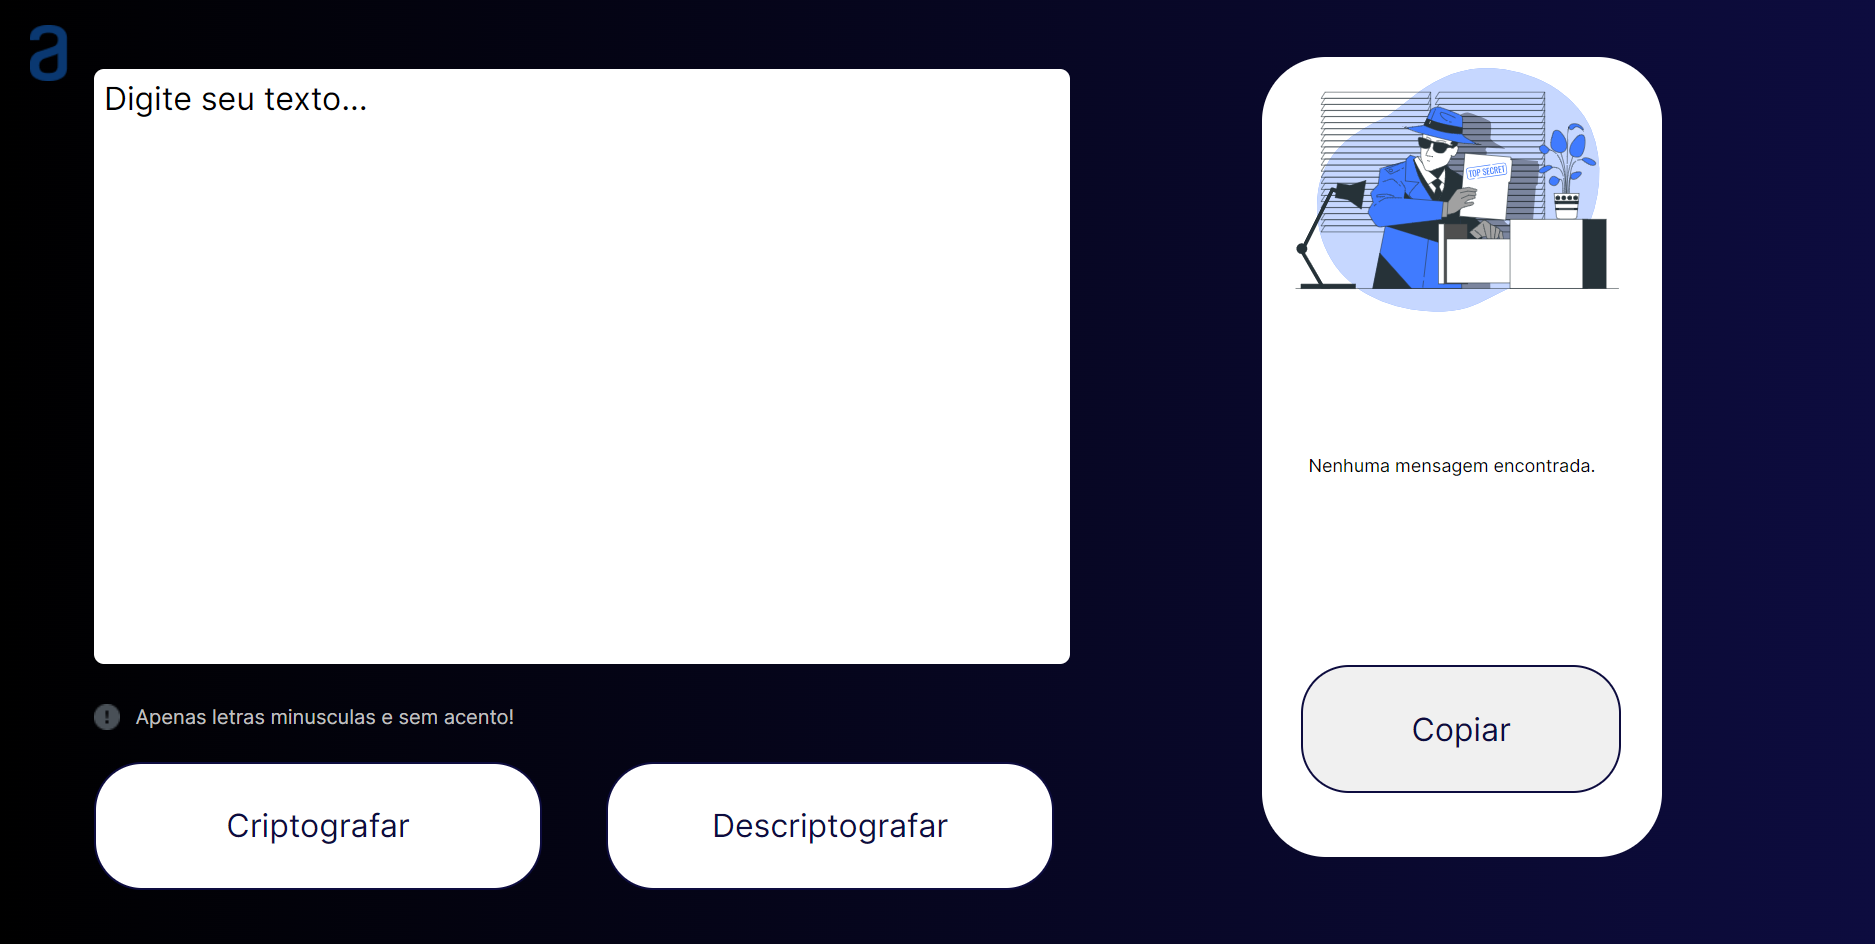 a
Digite seu texto...
Apenas letras minusculas e sem acento!
Criptografar
Descriptografar
TOP SECRET
Nenhuma mensagem encontrada.
Copiar